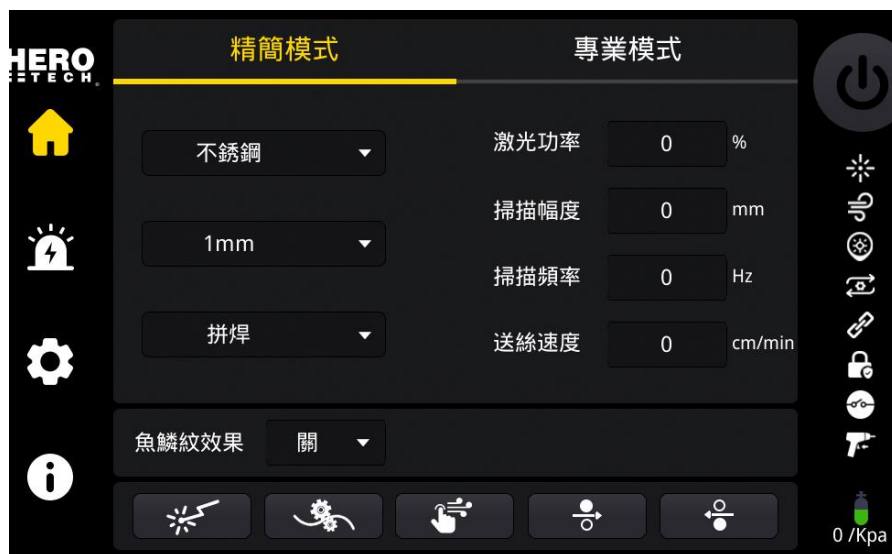 HERO
TECH
精簡模式
專業模式
不銹鋼
1mm
拼焊
激光功率 0 %
掃描幅度 0 mm
掃描頻率 0 Hz
送絲速度 0 cm/min
魚鱗紋效果 關
0 /Kpa